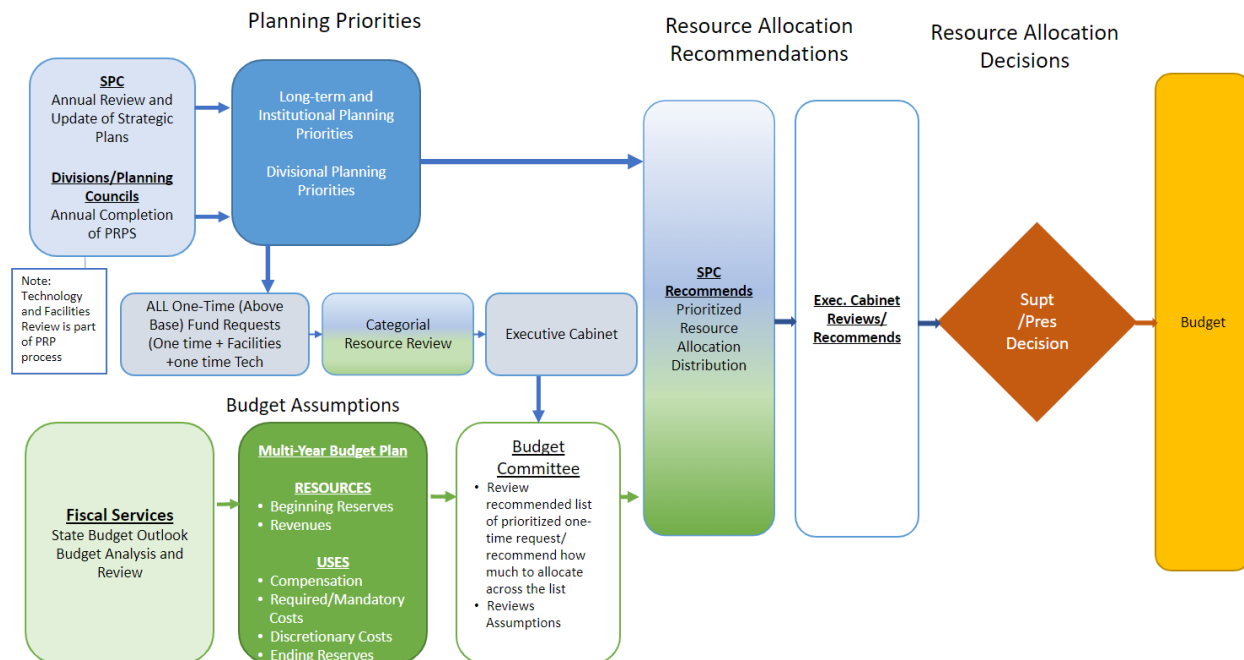 Planning Priorities
Resource Allocation
Recommendations
Resource Allocation
Decisions
SPC
Annual Review and
Update of Strategic
Plans
Divisions/Planning
Councils
Annual Completion
of PRPS
Long-term and
Institutional Planning
Priorities
Divisional Planning
Priorities
Note:
Technology
and Facilities
Review is part
of PRP
process
ALL One-Time (Above
Base) Fund Requests
(One time + Facilities
+one time Tech
Categorial
Resource Review
Executive Cabinet
SPC
Recommends
Prioritized
Resource
Allocation
Distribution
Exec. Cabinet
Reviews/
Recommends
Supt
/Pres
Decision
Budget
Budget Assumptions
Fiscal Services
State Budget Outlook
Budget Analysis and
Review
Multi-Year Budget Plan
RESOURCES
• Beginning Reserves
• Revenues
USES
• Compensation
• Required/Mandatory
Costs
• Discretionary Costs
• Ending Reserves
Budget
Committee
• Review
recommended list
of prioritized one-
time request/
recommend how
much to allocate
across the list
• Reviews
Assumptions